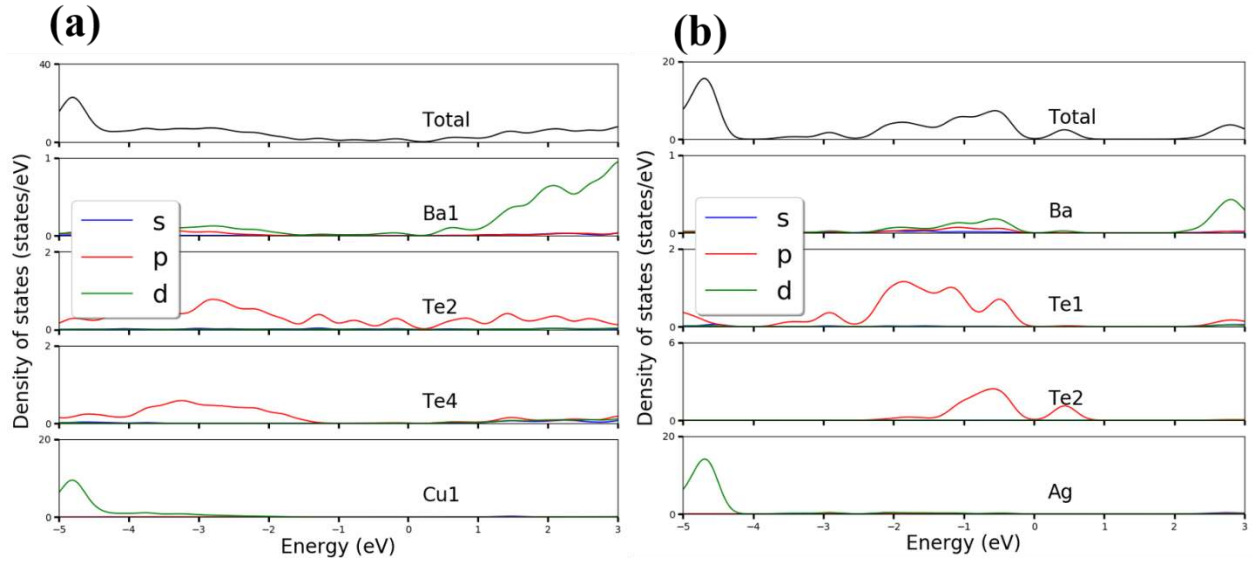 (a)
Density of states (states/eV)
40
0
Total
1
0
Ba1
s
p
d
2
0
Te2
2
0
Te4
20
0
Cu1
−5 −4 −3 −2 −1 0 1 2 3
Energy (eV)
(b)
Density of states (states/eV)
20
0
Total
1
0
Ba
s
p
d
2
0
Te1
6
0
Te2
20
0
Ag
−5 −4 −3 −2 −1 0 1 2 3
Energy (eV)